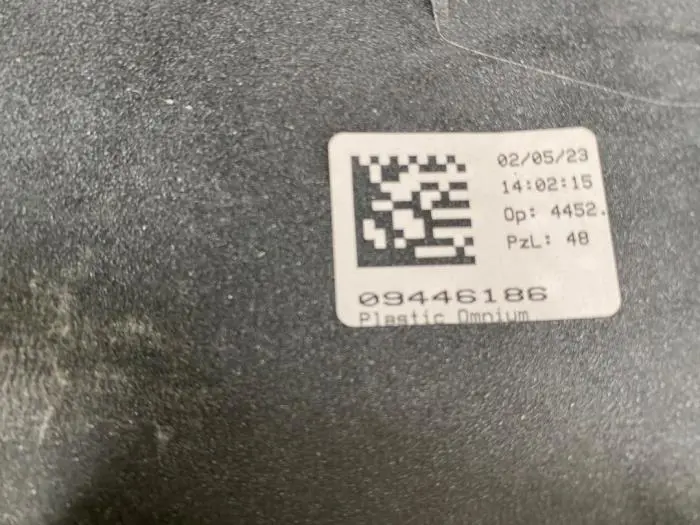 02/05/23
14:02:15
Op: 4452.
PzL: 48
09446186
Plastic Omnium